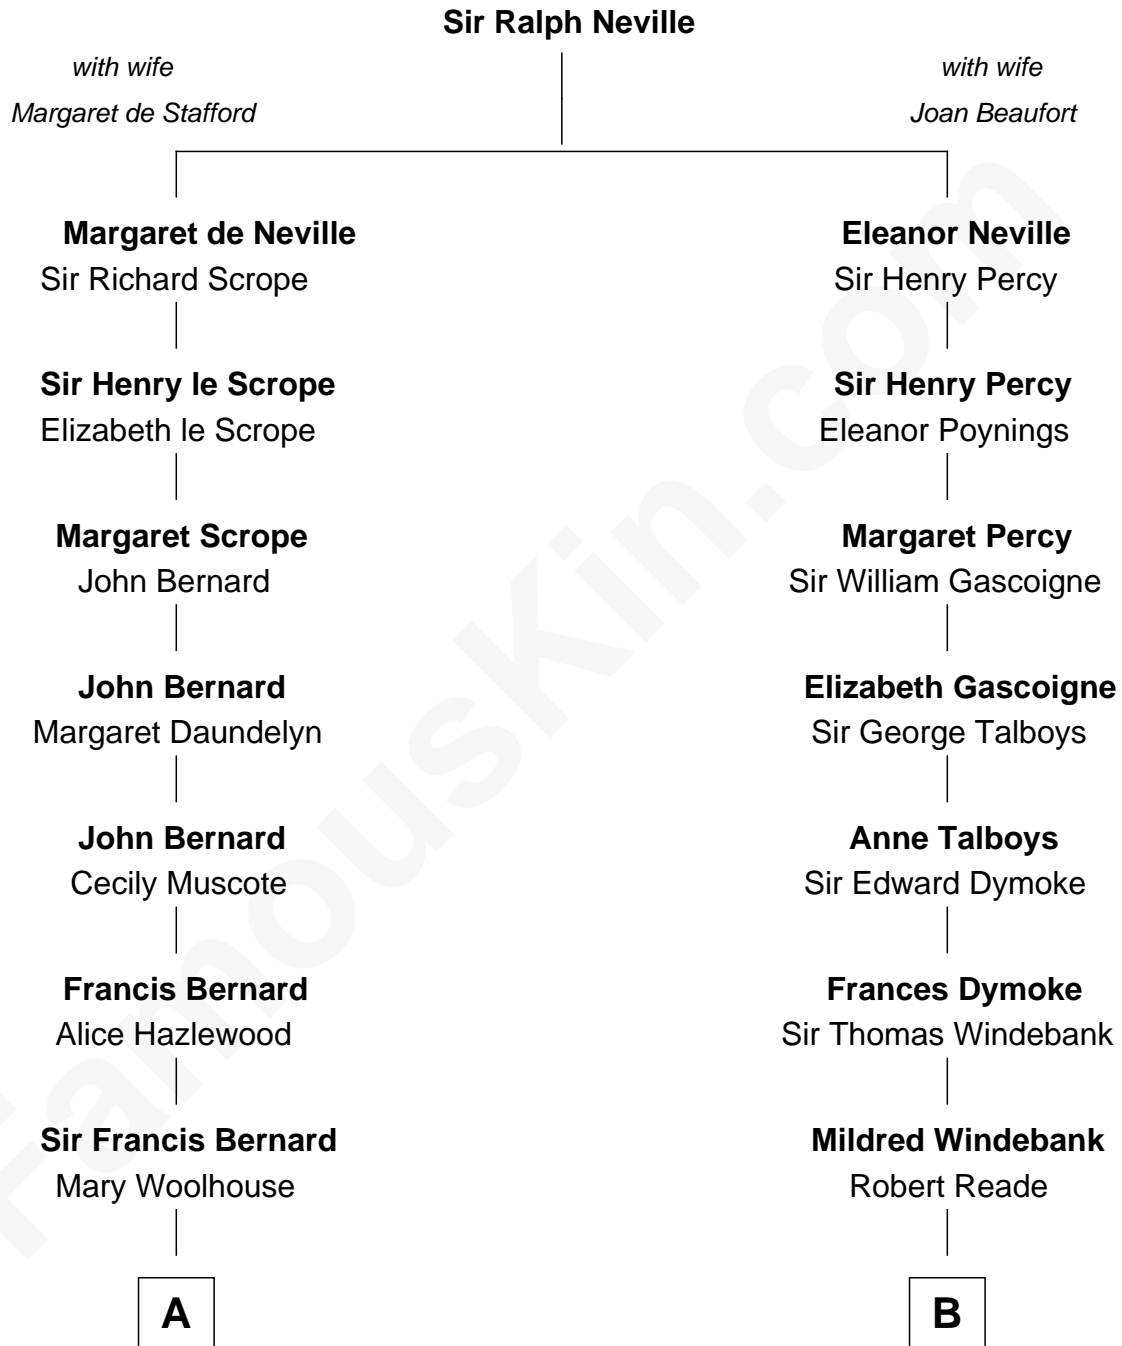 Sir Ralph Neville
with wife
Margaret de Stafford
with wife
Joan Beaufort
Margaret de Neville
Sir Richard Scrope
Eleanor Neville
Sir Henry Percy
Sir Henry le Scrope
Elizabeth le Scrope
Sir Henry Percy
Eleanor Poynings
Margaret Scrope
John Bernard
Margaret Percy
Sir William Gascoigne
John Bernard
Margaret Daundelyn
Elizabeth Gascoigne
Sir George Talboys
John Bernard
Cecily Muscote
Anne Talboys
Sir Edward Dymoke
Francis Bernard
Alice Hazlewood
Frances Dymoke
Sir Thomas Windebank
Sir Francis Bernard
Mary Woolhouse
Mildred Windebank
Robert Reade
A
B
FamousKin.com